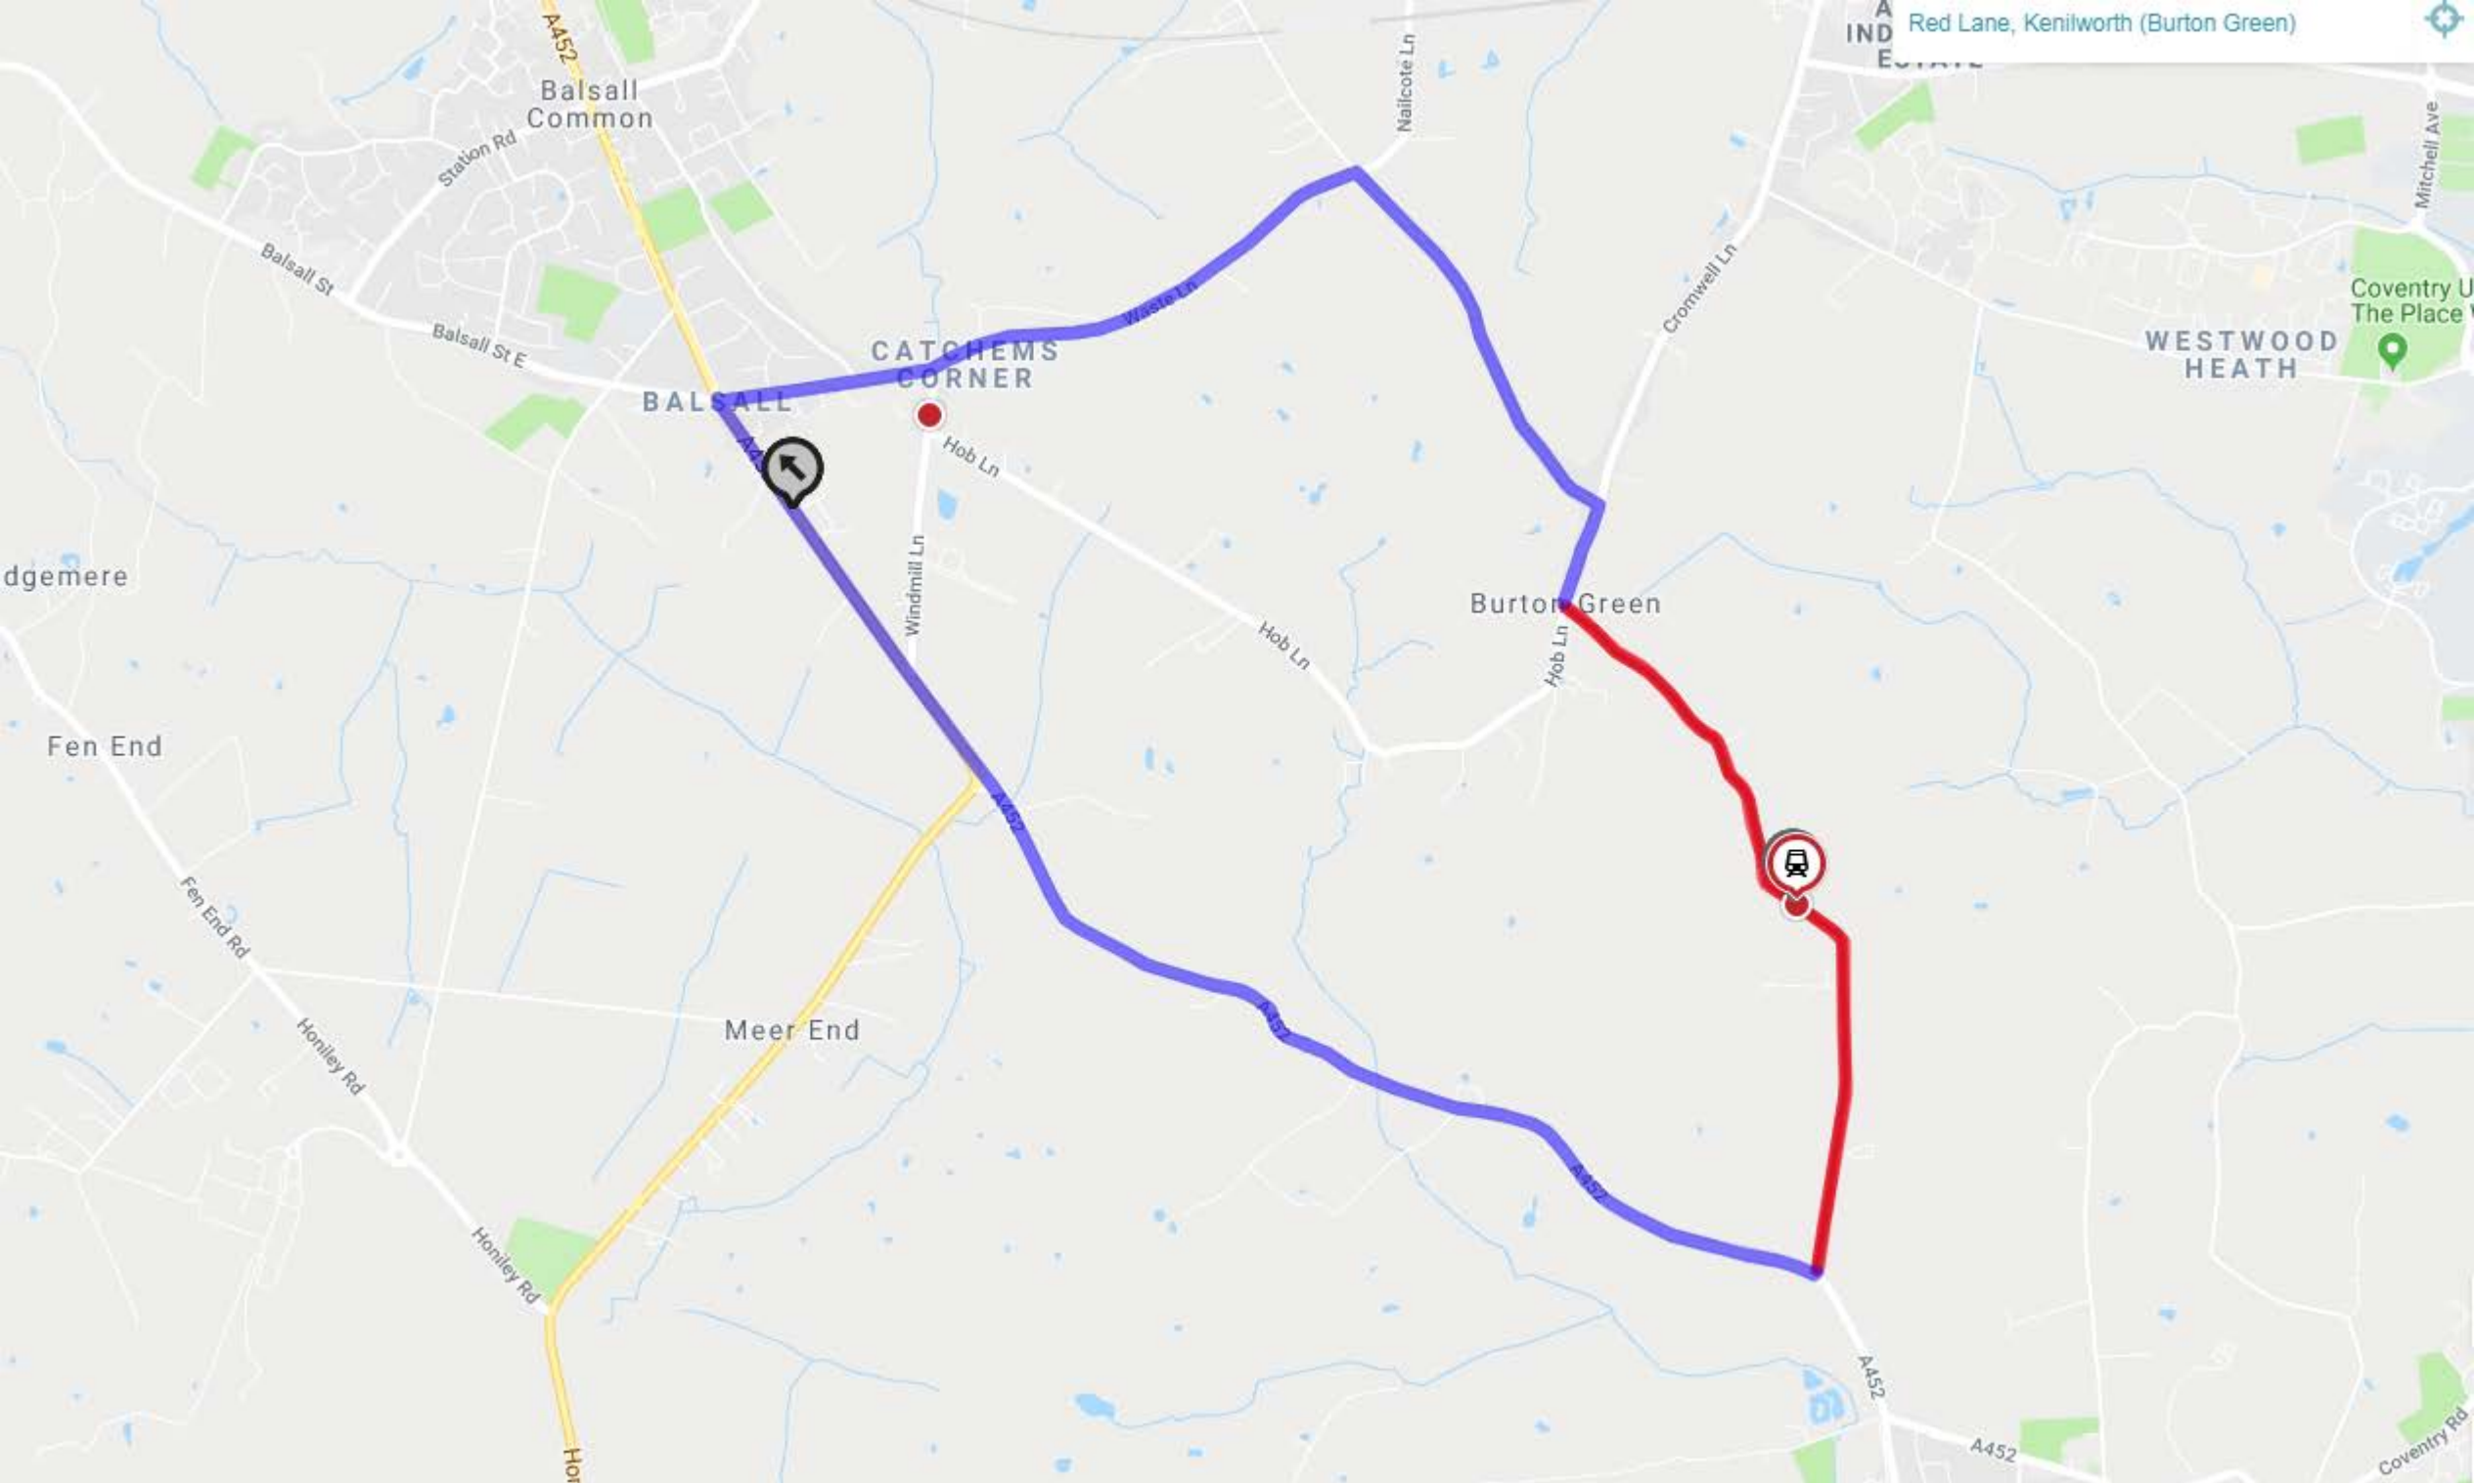 A452
A
Red Lane, Kenilworth (Burton Green)
IND
Balsall
Common
Nailcote Ln
Station Rd
Mitchell Ave
Balsall St
Balsall St E
Cromwell Ln
Coventry U
The Place
Waste Ln
CATCHEMS
CORNER
WESTWOOD
HEATH
BALSALL
Hob Ln
dgemere
Windmill Ln
Burton Green
Hob Ln
Hob Ln
Fen End
A452
Fen End Rd
Meer End
A452
Honiley Rd
A452
Honiley Rd
A452
A452
Coventry Rd
Hon